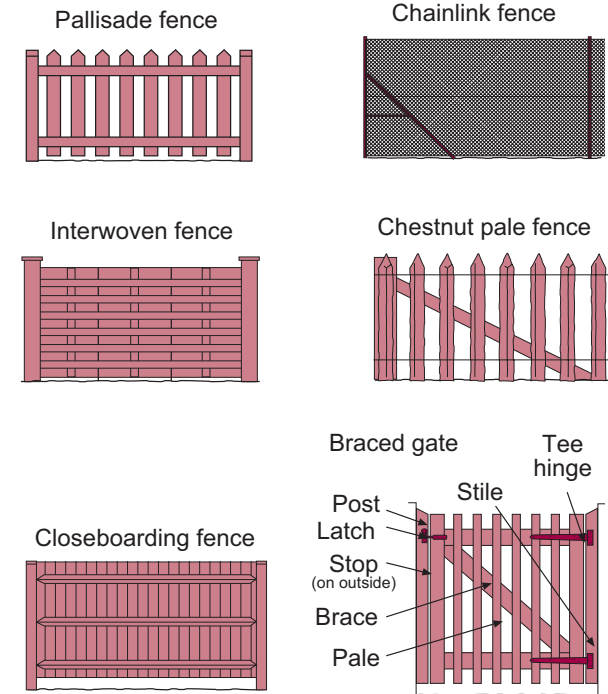 Pallisade fence
Chainlink fence
Interwoven fence
Chestnut pale fence
Closeboarding fence
Braced gate
Tee
hinge
Stile
Post
Latch
Stop
(on outside)
Brace
Pale